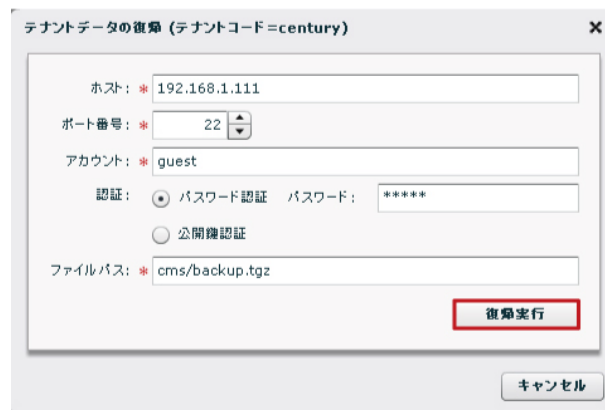 テナントデータの復帰 (テナントコード=century)
ホスト: * 192.168.1.111
ポート番号: * 22
アカウント: * guest
認証: パスワード認証 パスワード: *****
公開鍵認証
ファイルパス: * cms/backup.tgz
復帰実行
キャンセル